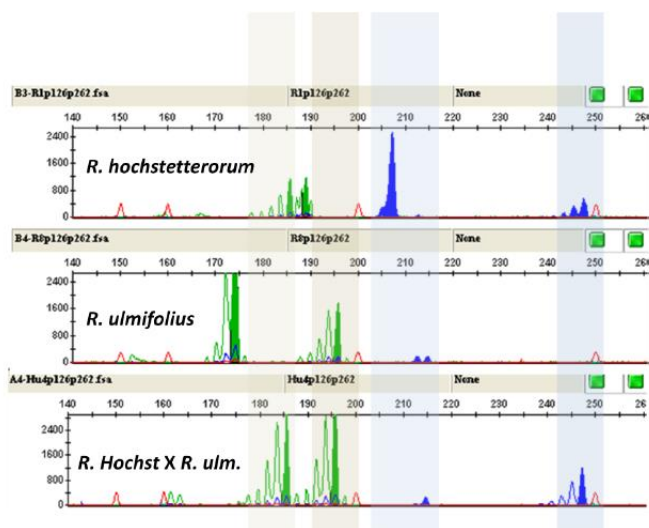 B3-R1p126p262.fsa R1p126p262 None
140 150 160 170 180 190 200 210 220 230 240 250 260
2400
1600
800
0
R. hochstetterorum
B4-R8p126p262.fsa R8p126p262 None
140 150 160 170 180 190 200 210 220 230 240 250 260
2400
1600
800
0
R. ulmifolius
A4-Hu4p126p262.fsa Hu4p126p262 None
140 150 160 170 180 190 200 210 220 230 240 250
2400
1600
800
0
R. Hochst X R. ulm.